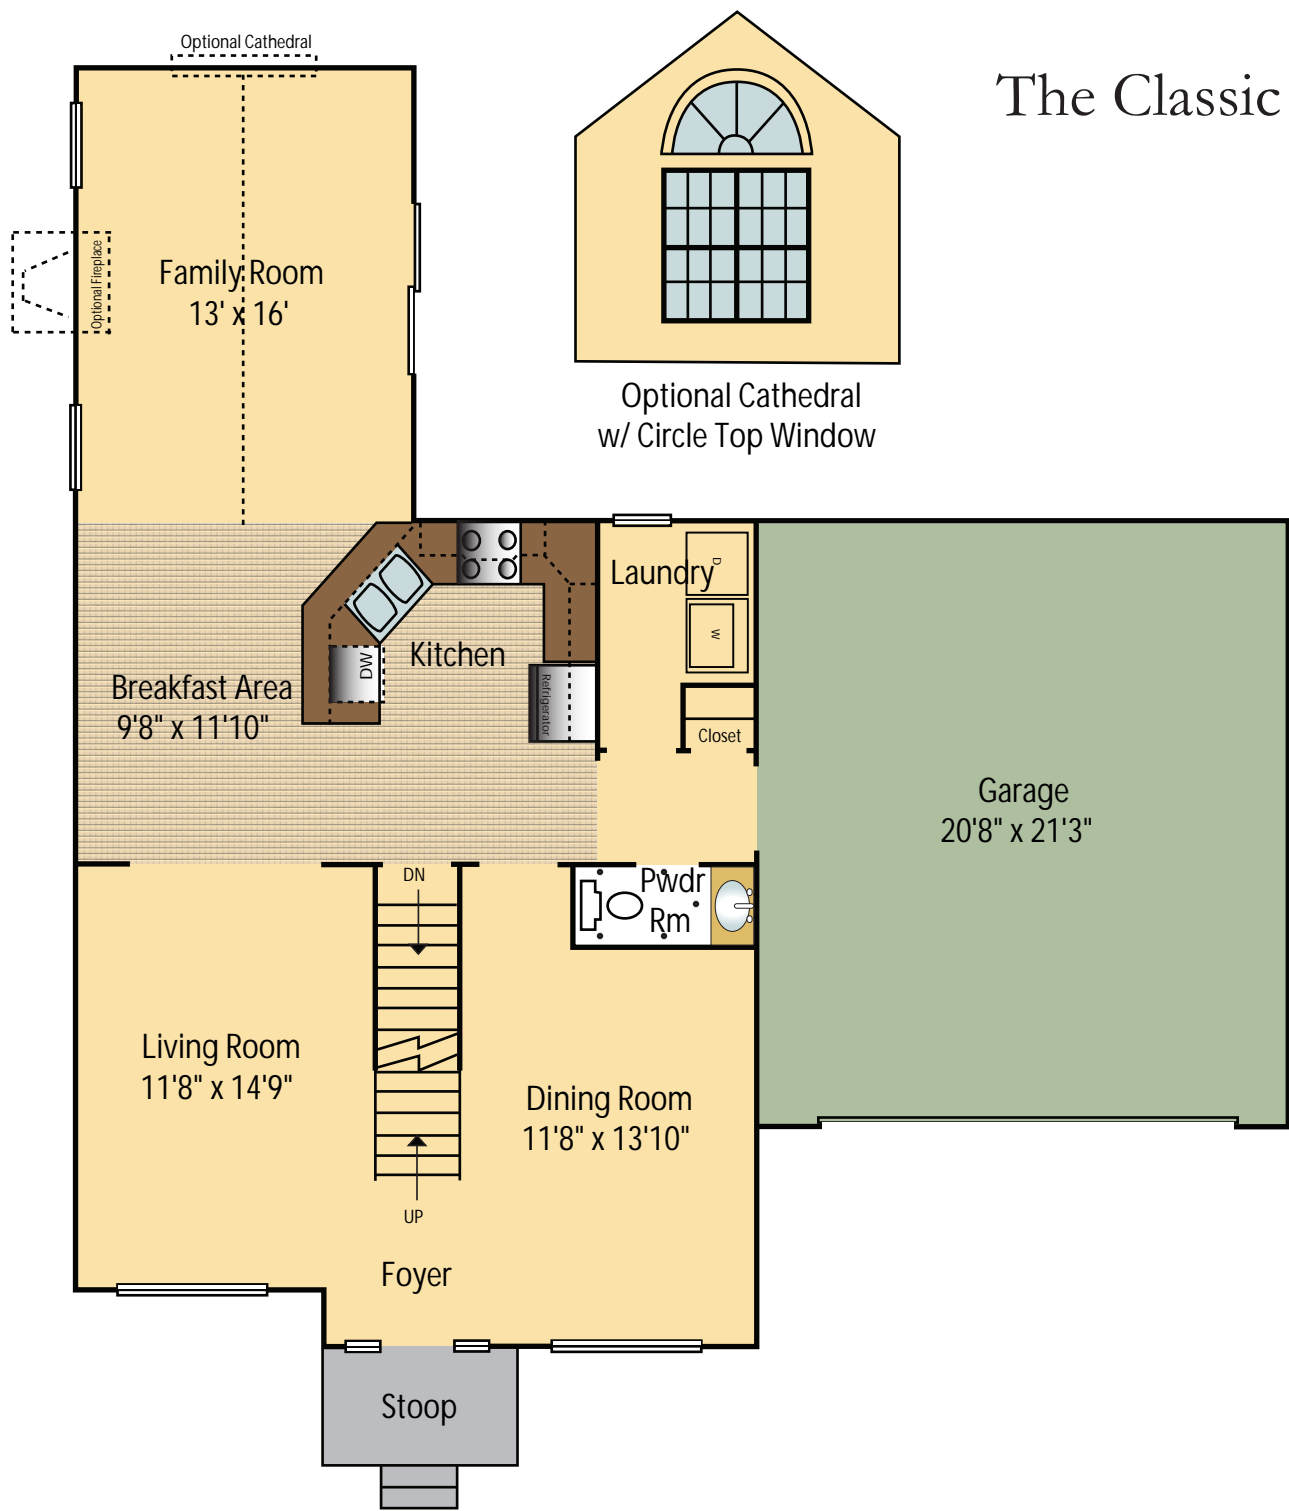 Optional Cathedral
The Classic
Optional Fireplace
Family Room
13' x 16'
Optional Cathedral
w/ Circle Top Window
D
Laundry
W
Kitchen
DW
Refrigerator
Breakfast Area
9'8" x 11'10"
Closet
Garage
20'8" x 21'3"
DN
Pwdr
Rm
Living Room
11'8" x 14'9"
Dining Room
11'8" x 13'10"
UP
Foyer
Stoop